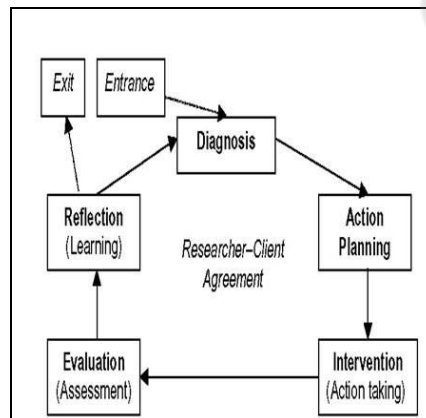 Exit
Entrance
Diagnosis
Reflection
(Learning)
Action
Planning
Researcher–Client
Agreement
Evaluation
(Assessment)
Intervention
(Action taking)